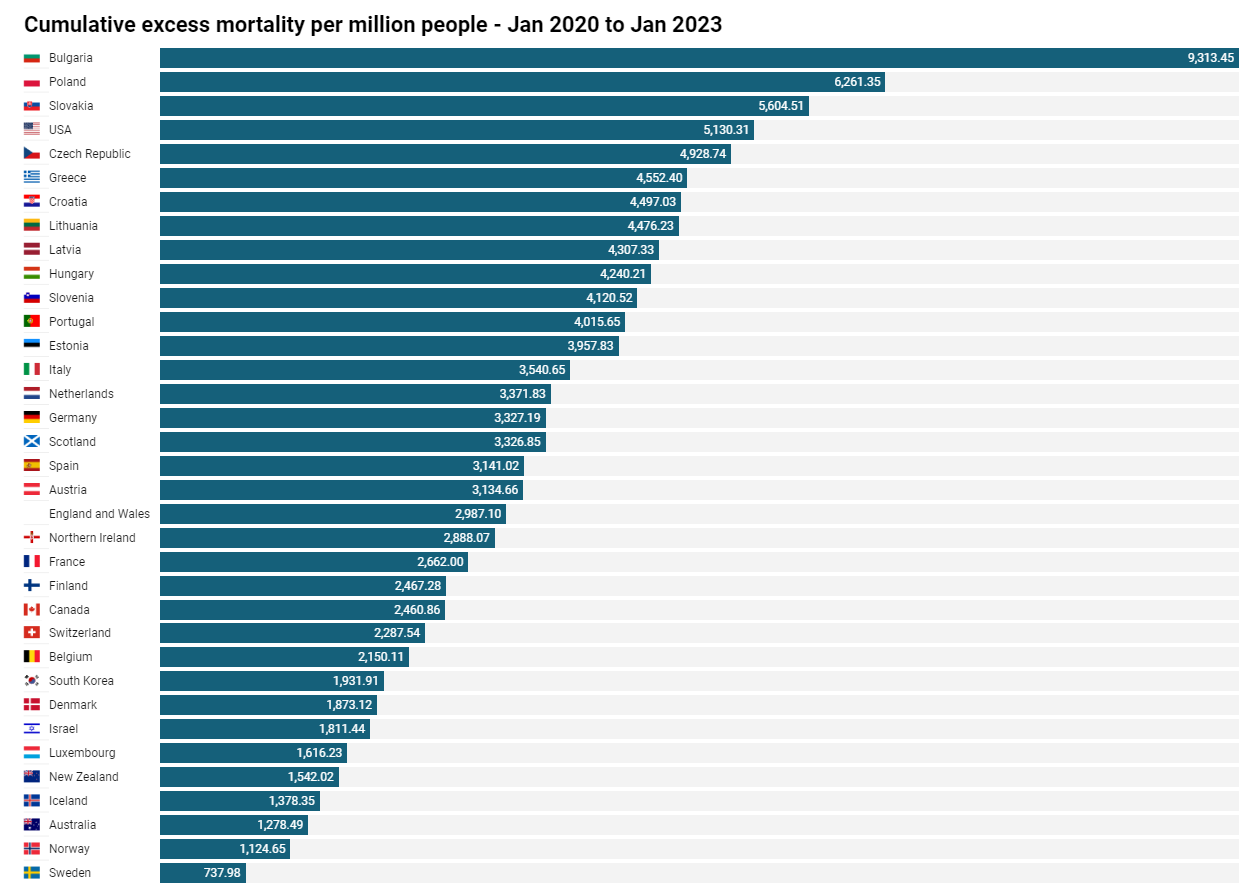 Cumulative excess mortality per million people - Jan 2020 to Jan 2023
Bulgaria 9,313.45
Poland 6,261.35
Slovakia 5,604.51
USA 5,130.31
Czech Republic 4,928.74
Greece 4,552.40
Croatia 4,497.03
Lithuania 4,476.23
Latvia 4,307.33
Hungary 4,240.21
Slovenia 4,120.52
Portugal 4,015.65
Estonia 3,957.83
Italy 3,540.65
Netherlands 3,371.83
Germany 3,327.19
Scotland 3,326.85
Spain 3,141.02
Austria 3,134.66
England and Wales 2,987.10
Northern Ireland 2,888.07
France 2,662.00
Finland 2,467.28
Canada 2,460.86
Switzerland 2,287.54
Belgium 2,150.11
South Korea 1,931.91
Denmark 1,873.12
Israel 1,811.44
Luxembourg 1,616.23
New Zealand 1,542.02
Iceland 1,378.35
Australia 1,278.49
Norway 1,124.65
Sweden 737.98